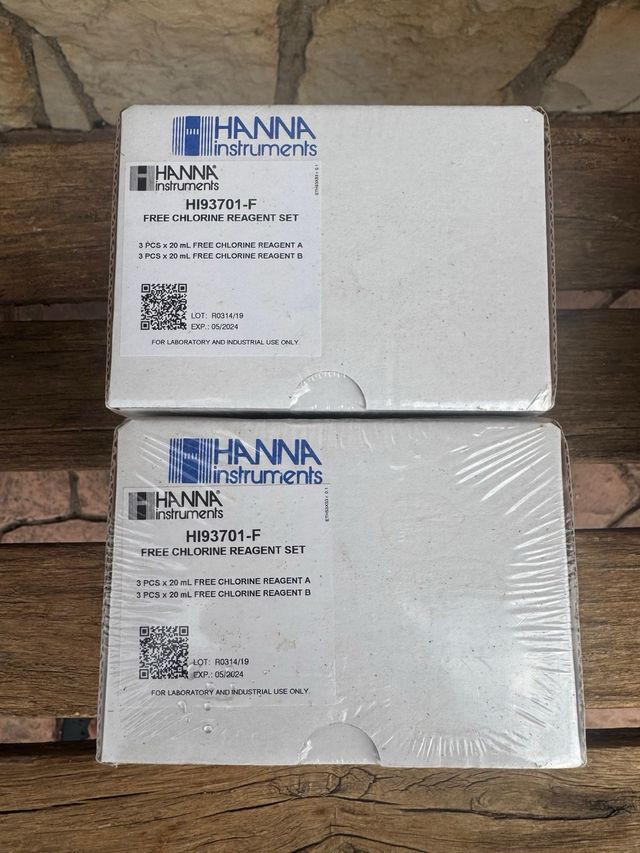 HANNA
instruments
HANNA®
instruments
HI93701-F
FREE CHLORINE REAGENT SET
3 PCS x 20 mL FREE CHLORINE REAGENT A
3 PCS x 20 mL FREE CHLORINE REAGENT B
LOT: R0314/19
EXP.: 05/2024
FOR LABORATORY AND INDUSTRIAL USE ONLY.
HANNA
instruments
HANNA®
instruments
HI93701-F
FREE CHLORINE REAGENT SET
3 PCS x 20 mL FREE CHLORINE REAGENT A
3 PCS x 20 mL FREE CHLORINE REAGENT B
LOT: R0314/19
EXP.: 05/2024
FOR LABORATORY AND INDUSTRIAL USE ONLY.